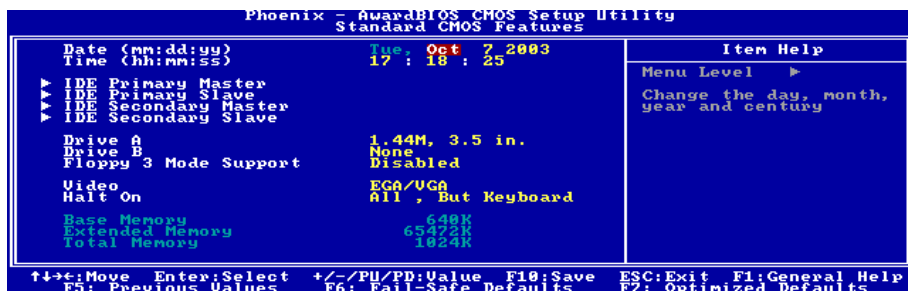 Phoenix - AwardBIOS CMOS Setup Utility
Standard CMOS Features
Date (mm:dd:yy) Tue, Oct 7 2003
Time (hh:mm:ss) 17 : 18 : 25
► IDE Primary Master
► IDE Primary Slave
► IDE Secondary Master
► IDE Secondary Slave
Drive A 1.44M, 3.5 in.
Drive B None
Floppy 3 Mode Support Disabled
Video EGA/VGA
Halt On All , But Keyboard
Base Memory 640K
Extended Memory 65472K
Total Memory 1024K
Item Help
Menu Level ►
Change the day, month,
year and century
↑↓→←:Move Enter:Select +/-/PU/PD:Value F10:Save ESC:Exit F1:General Help
F5: Previous Values F6: Fail-Safe Defaults F7: Optimized Defaults